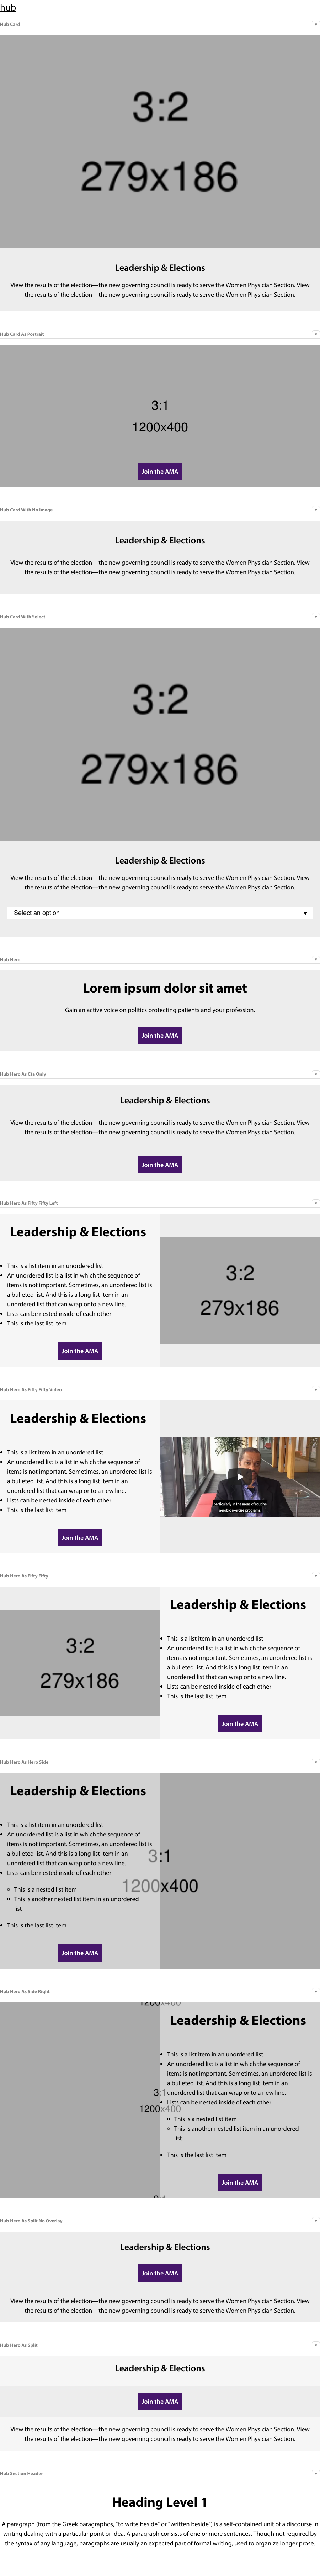 hub
Hub Card
3:2
279x186
Leadership & Elections
View the results of the election—the new governing council is ready to serve the Women Physician Section. View
the results of the election—the new governing council is ready to serve the Women Physician Section.
Hub Card As Portrait
3:1
1200x400
Join the AMA
Hub Card With No Image
Leadership & Elections
View the results of the election—the new governing council is ready to serve the Women Physician Section. View
the results of the election—the new governing council is ready to serve the Women Physician Section.
Hub Card With Select
3:2
279x186
Leadership & Elections
View the results of the election—the new governing council is ready to serve the Women Physician Section. View
the results of the election—the new governing council is ready to serve the Women Physician Section.
Select an option
Hub Hero
Lorem ipsum dolor sit amet
Gain an active voice on politics protecting patients and your profession.
Join the AMA
Hub Hero As Cta Only
Leadership & Elections
View the results of the election—the new governing council is ready to serve the Women Physician Section. View
the results of the election—the new governing council is ready to serve the Women Physician Section.
Join the AMA
Hub Hero As Fifty Fifty Left
Leadership & Elections
• This is a list item in an unordered list
• An unordered list is a list in which the sequence of
items is not important. Sometimes, an unordered list is
a bulleted list. And this is a long list item in an
unordered list that can wrap onto a new line.
• Lists can be nested inside of each other
• This is the last list item
Join the AMA
3:2
279x186
Hub Hero As Fifty Fifty Video
Leadership & Elections
• This is a list item in an unordered list
• An unordered list is a list in which the sequence of
items is not important. Sometimes, an unordered list is
a bulleted list. And this is a long list item in an
unordered list that can wrap onto a new line.
• Lists can be nested inside of each other
• This is the last list item
Join the AMA
particularly in the areas of routine
aerobic exercise programs.
Hub Hero As Fifty Fifty
3:2
279x186
Leadership & Elections
• This is a list item in an unordered list
• An unordered list is a list in which the sequence of
items is not important. Sometimes, an unordered list is
a bulleted list. And this is a long list item in an
unordered list that can wrap onto a new line.
• Lists can be nested inside of each other
• This is the last list item
Join the AMA
Hub Hero As Hero Side
Leadership & Elections
• This is a list item in an unordered list
• An unordered list is a list in which the sequence of
items is not important. Sometimes, an unordered list is
a bulleted list. And this is a long list item in an
unordered list that can wrap onto a new line.
• Lists can be nested inside of each other
○ This is a nested list item
○ This is another nested list item in an unordered
list
• This is the last list item
Join the AMA
3:1
1200x400
Hub Hero As Side Right
1200x400
3:1
1200x400
3:1
Leadership & Elections
• This is a list item in an unordered list
• An unordered list is a list in which the sequence of
items is not important. Sometimes, an unordered list is
a bulleted list. And this is a long list item in an
unordered list that can wrap onto a new line.
• Lists can be nested inside of each other
○ This is a nested list item
○ This is another nested list item in an unordered
list
• This is the last list item
Join the AMA
Hub Hero As Split No Overlay
Leadership & Elections
Join the AMA
View the results of the election—the new governing council is ready to serve the Women Physician Section. View
the results of the election—the new governing council is ready to serve the Women Physician Section.
Hub Hero As Split
Leadership & Elections
Join the AMA
View the results of the election—the new governing council is ready to serve the Women Physician Section. View
the results of the election—the new governing council is ready to serve the Women Physician Section.
Hub Section Header
Heading Level 1
A paragraph (from the Greek paragraphos, "to write beside" or "written beside") is a self-contained unit of a discourse in
writing dealing with a particular point or idea. A paragraph consists of one or more sentences. Though not required by
the syntax of any language, paragraphs are usually an expected part of formal writing, used to organize longer prose.